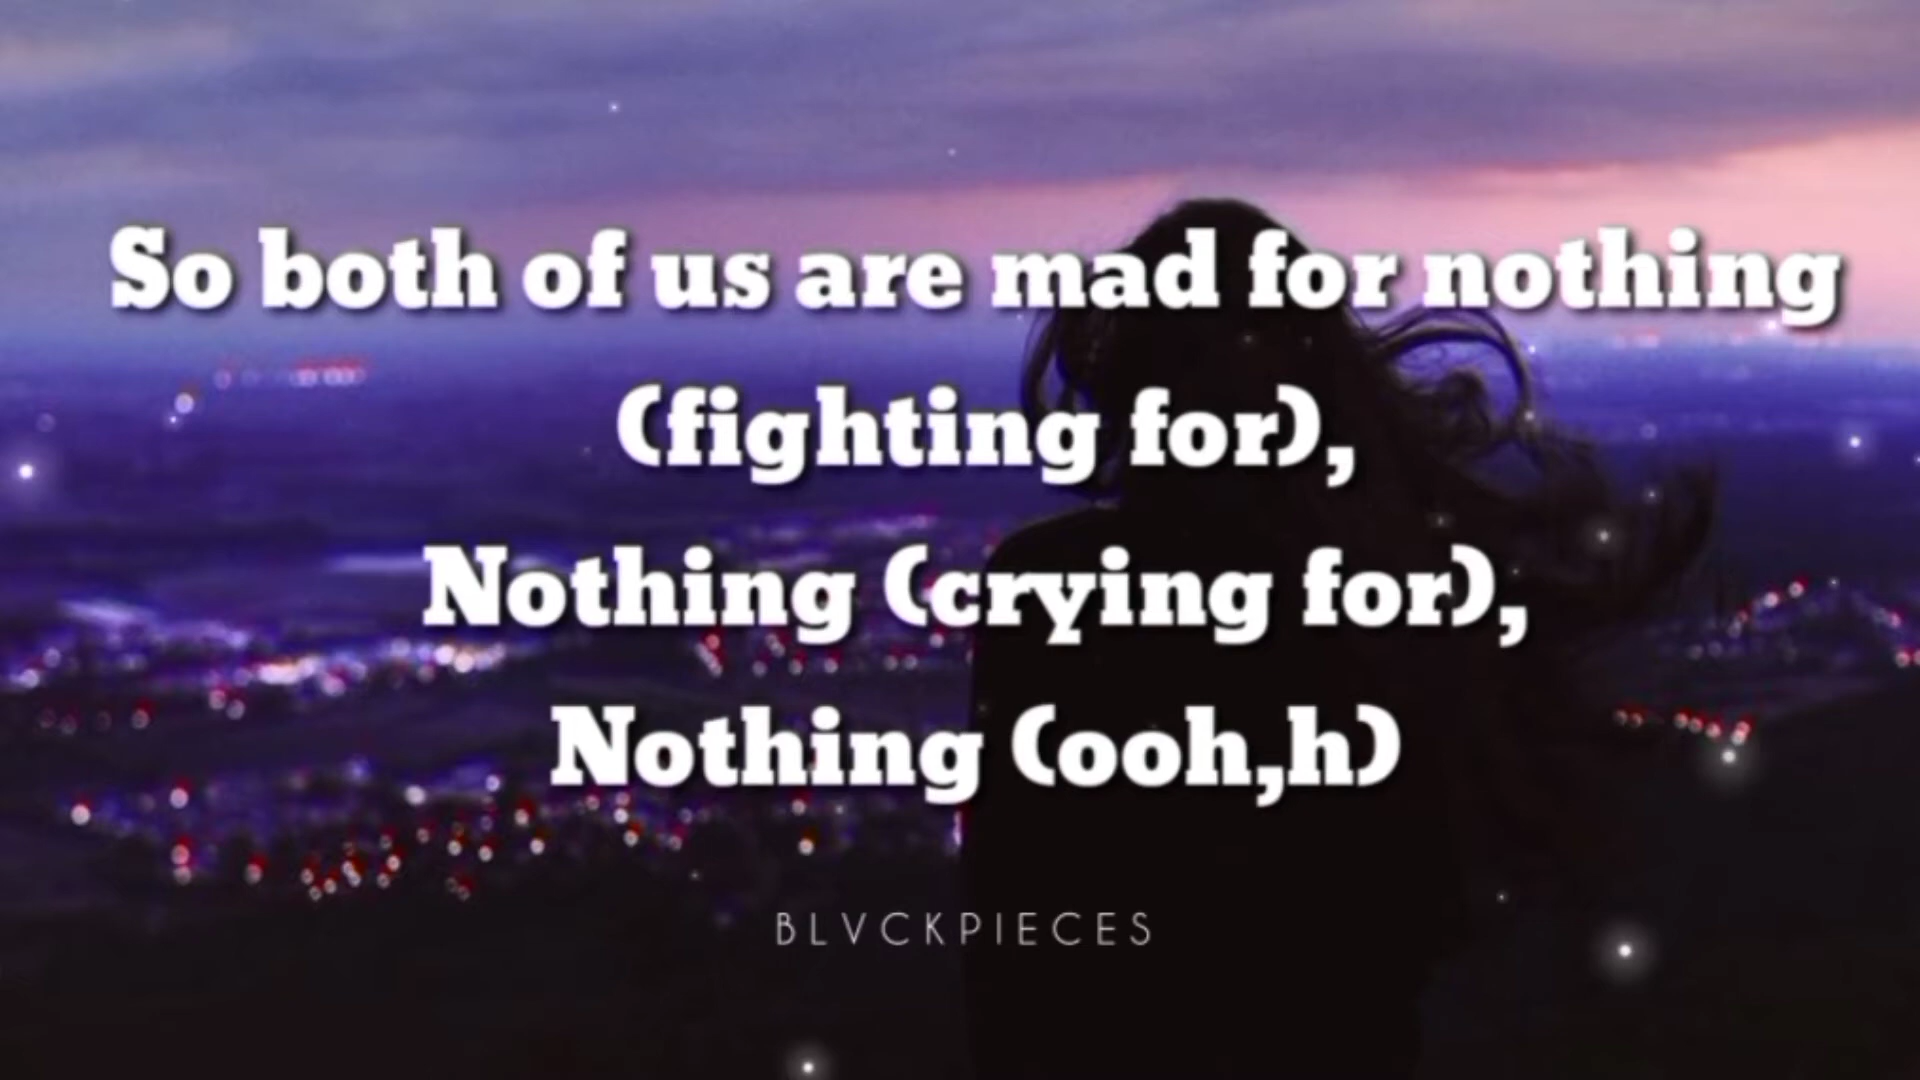 So both of us are mad for nothing
(fighting for),
Nothing (crying for),
Nothing (ooh,h)
BLVCKPIECES